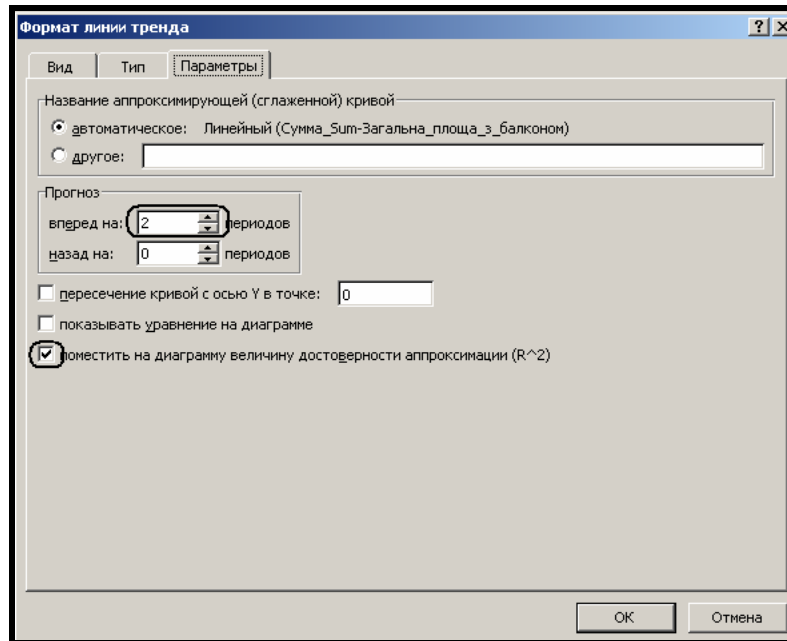 Формат линии тренда
Вид Тип Параметры
Название аппроксимирующей (сглаженной) кривой
автоматическое: Линейный (Сумма_Sum-Загальна_площа_з_балконом)
другое:
Прогноз
вперед на: 2 периодов
назад на: 0 периодов
пересечение кривой с осью Y в точке: 0
показывать уравнение на диаграмме
поместить на диаграмму величину достоверности аппроксимации (R^2)
ОК Отмена